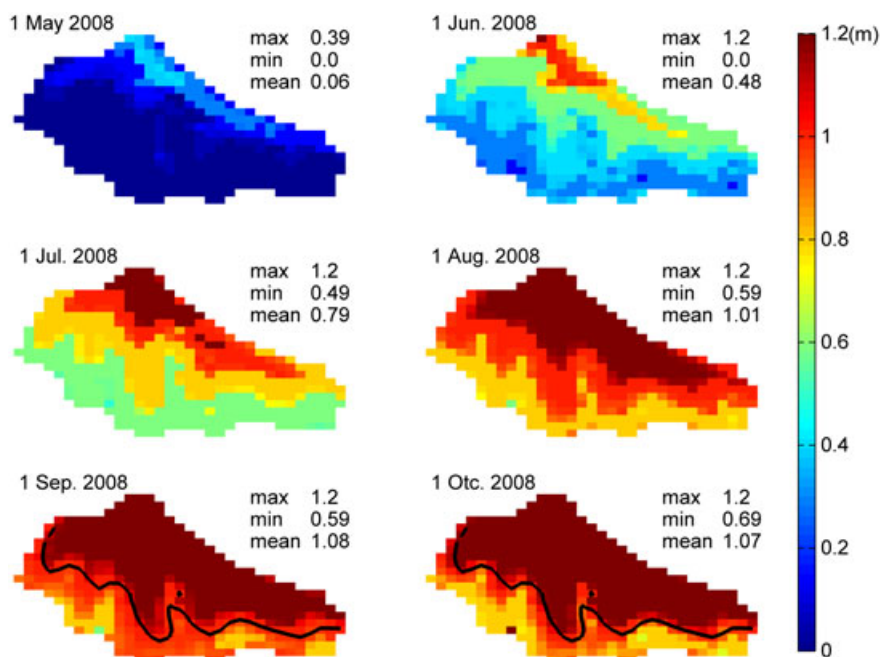 1 May 2008
max 0.39
min 0.0
mean 0.06
1 Jun. 2008
max 1.2
min 0.0
mean 0.48
1 Jul. 2008
max 1.2
min 0.49
mean 0.79
1 Aug. 2008
max 1.2
min 0.59
mean 1.01
1 Sep. 2008
max 1.2
min 0.59
mean 1.08
1 Otc. 2008
max 1.2
min 0.69
mean 1.07
1.2(m)
1
0.8
0.6
0.4
0.2
0